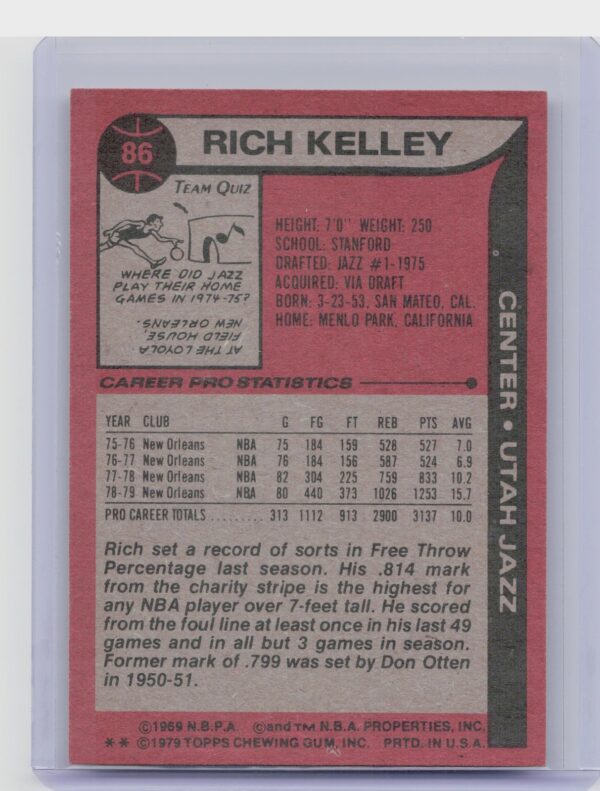 86
RICH KELLEY
TEAM QUIZ
WHERE DID JAZZ
PLAY THEIR HOME
GAMES IN 1974-75?
AT THE LOYOLA
FIELD HOUSE,
NEW ORLEANS.
HEIGHT: 7'0" WEIGHT: 250
SCHOOL: STANFORD
DRAFTED: JAZZ #1-1975
ACQUIRED: VIA DRAFT
BORN: 3-23-53, SAN MATEO, CAL.
HOME: MENLO PARK, CALIFORNIA
CENTER • UTAH JAZZ
CAREER PRO STATISTICS
YEAR CLUB G FG FT REB PTS AVG
75-76 New Orleans NBA 75 184 159 528 527 7.0
76-77 New Orleans NBA 76 184 156 587 524 6.9
77-78 New Orleans NBA 82 304 225 759 833 10.2
78-79 New Orleans NBA 80 440 373 1026 1253 15.7
PRO CAREER TOTALS .......... 313 1112 913 2900 3137 10.0
Rich set a record of sorts in Free Throw
Percentage last season. His .814 mark
from the charity stripe is the highest for
any NBA player over 7-feet tall. He scored
from the foul line at least once in his last 49
games and in all but 3 games in season.
Former mark of .799 was set by Don Otten
in 1950-51.
©1969 N.B.P.A. ©and TM N.B.A. PROPERTIES, INC.
** ©1979 TOPPS CHEWING GUM, INC. PRTD. IN U.S.A.